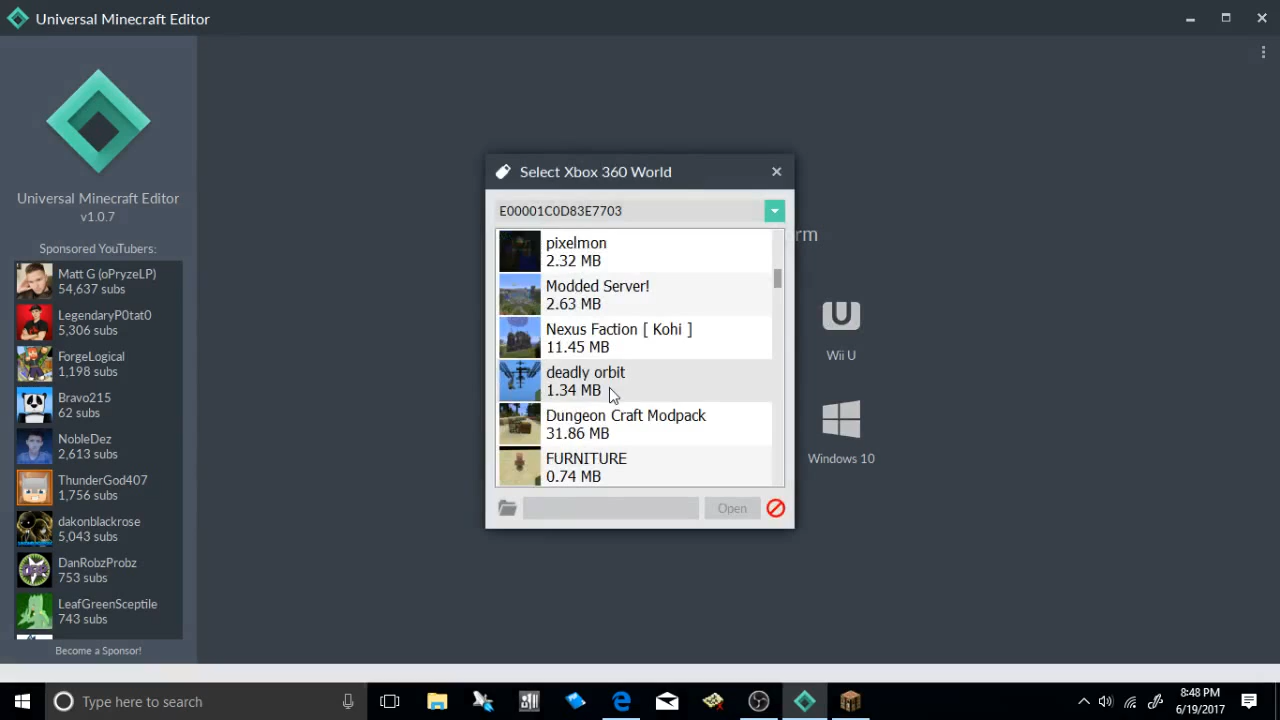 Universal Minecraft Editor
Universal Minecraft Editor
v1.0.7
Sponsored YouTubers:
Matt G (oPryzeLP)
54,637 subs
LegendaryP0tat0
5,306 subs
ForgeLogical
1,198 subs
Bravo215
62 subs
NobleDez
2,613 subs
ThunderGod407
1,756 subs
dakonblackrose
5,043 subs
DanRobzProbz
753 subs
LeafGreenSceptile
743 subs
Become a Sponsor!
Select Xbox 360 World
E00001C0D83E7703
pixelmon
2.32 MB
Modded Server!
2.63 MB
Nexus Faction [ Kohi ]
11.45 MB
deadly orbit
1.34 MB
Dungeon Craft Modpack
31.86 MB
FURNITURE
0.74 MB
Open
rm
Wii U
Windows 10
Type here to search
8:48 PM
6/19/2017